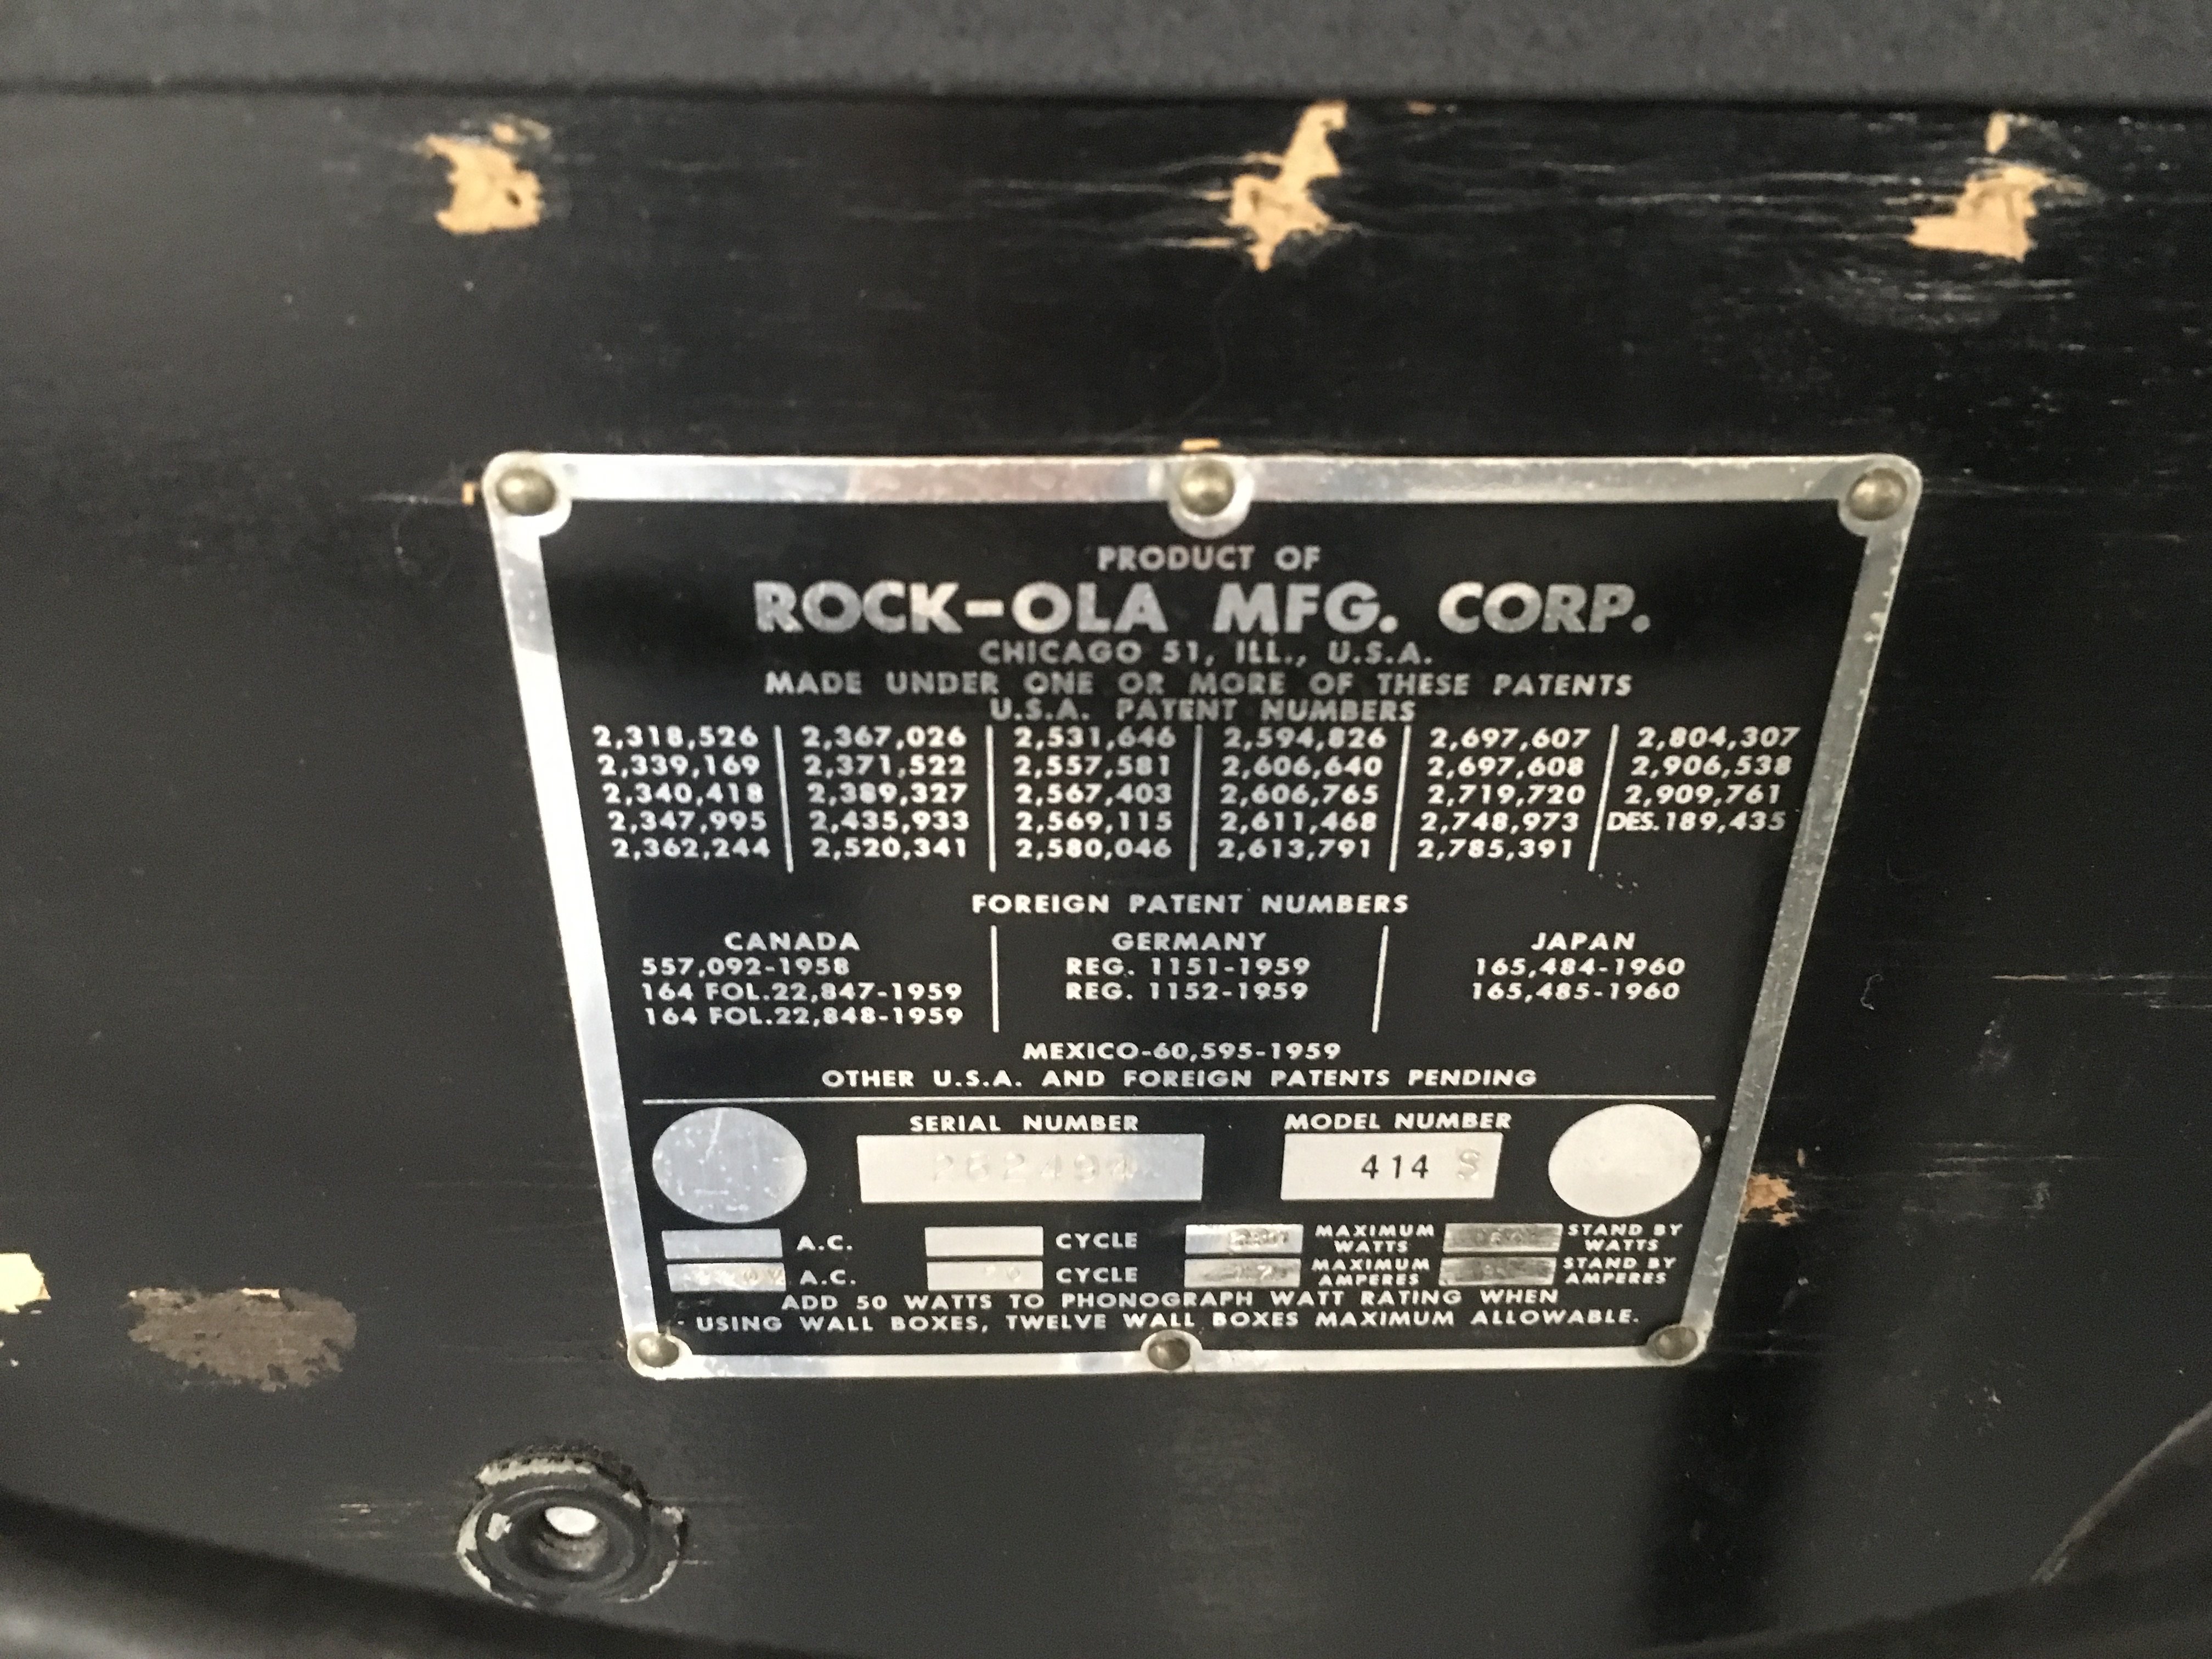 PRODUCT OF
ROCK-OLA MFG. CORP.
CHICAGO 51, ILL., U.S.A.
MADE UNDER ONE OR MORE OF THESE PATENTS
U.S.A. PATENT NUMBERS
2,318,526 2,367,026 2,531,646 2,594,826 2,697,607 2,804,307
2,339,169 2,371,522 2,557,581 2,606,640 2,697,608 2,906,538
2,340,418 2,389,327 2,567,403 2,606,765 2,719,720 2,909,761
2,347,995 2,435,933 2,569,115 2,611,468 2,748,973 DES.189,435
2,362,244 2,520,341 2,580,046 2,613,791 2,785,391
FOREIGN PATENT NUMBERS
CANADA GERMANY JAPAN
557,092-1958 REG. 1151-1959 165,484-1960
164 FOL.22,847-1959 REG. 1152-1959 165,485-1960
164 FOL.22,848-1959
MEXICO-60,595-1959
OTHER U.S.A. AND FOREIGN PATENTS PENDING
SERIAL NUMBER MODEL NUMBER
414 S
A.C. CYCLE MAXIMUM WATTS STAND BY WATTS
A.C. CYCLE MAXIMUM AMPERES STAND BY AMPERES
ADD 50 WATTS TO PHONOGRAPH WATT RATING WHEN
USING WALL BOXES, TWELVE WALL BOXES MAXIMUM ALLOWABLE.